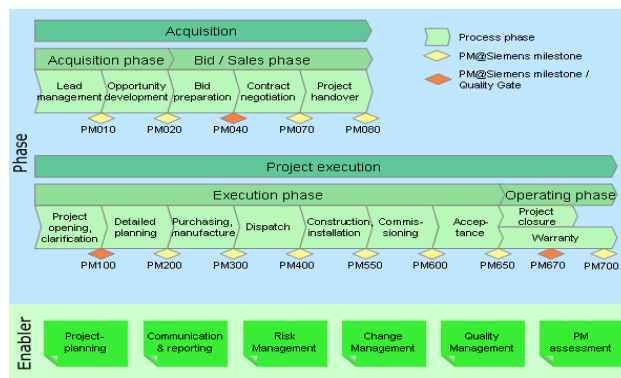 Acquisition
Acquisition phase
Bid / Sales phase
Lead
management
Opportunity
development
Bid
preparation
Contract
negotiation
Project
handover
PM010
PM020
PM040
PM070
PM080
Process phase
PM@Siemens milestone
PM@Siemens milestone /
Quality Gate
Phase
Project execution
Execution phase
Operating phase
Project
opening,
clarification
Detailed
planning
Purchasing,
manufacture
Dispatch
Construction,
installation
Commis-
sioning
Accep-
tance
Project
closure
Warranty
PM100
PM200
PM300
PM400
PM550
PM600
PM650
PM670
PM700
Enabler
Project-
planning
Communication
& reporting
Risk
Management
Change
Management
Quality
Management
PM
assessment